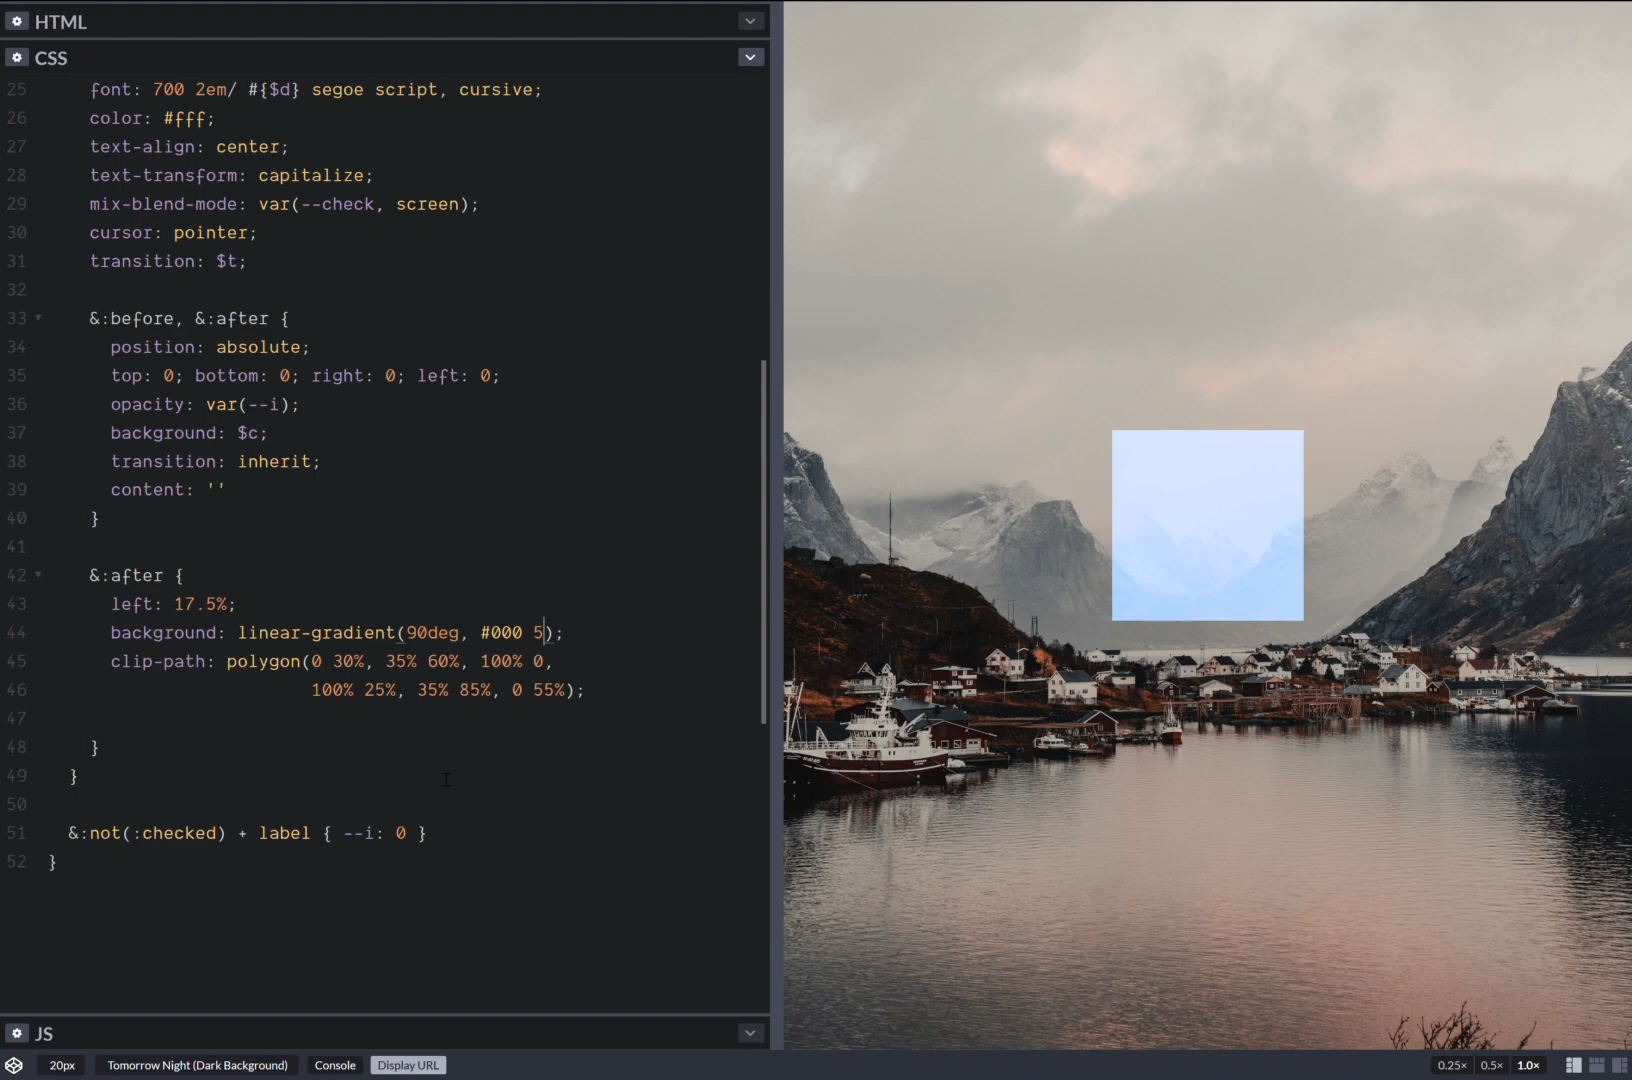 HTML
CSS
25 font: 700 2em/ #{$d} segoe script, cursive;
26 color: #fff;
27 text-align: center;
28 text-transform: capitalize;
29 mix-blend-mode: var(--check, screen);
30 cursor: pointer;
31 transition: $t;
32
33 &:before, &:after {
34 position: absolute;
35 top: 0; bottom: 0; right: 0; left: 0;
36 opacity: var(--i);
37 background: $c;
38 transition: inherit;
39 content: ''
40 }
41
42 &:after {
43 left: 17.5%;
44 background: linear-gradient(90deg, #000 5);
45 clip-path: polygon(0 30%, 35% 60%, 100% 0,
46 100% 25%, 35% 85%, 0 55%);
47
48 }
49 }
50
51 &:not(:checked) + label { --i: 0 }
52 }
JS
20px Tomorrow Night (Dark Background) Console Display URL 0.25× 0.5× 1.0×